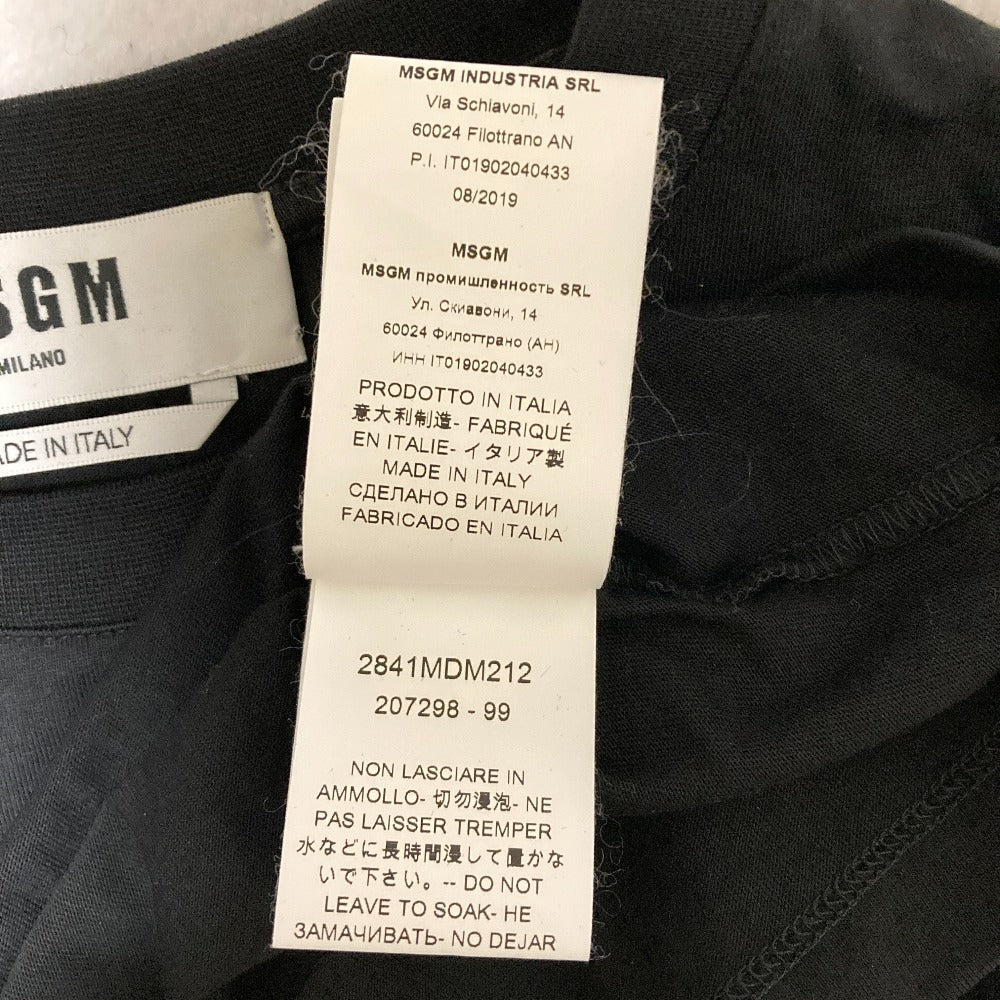 MSGM INDUSTRIA SRL
Via Schiavoni, 14
60024 Filottrano AN
P.I. IT01902040433
08/2019
MSGM
MSGM промишленность SRL
Ул. Скиавони, 14
60024 Филоттрано (АН)
ИНН IT01902040433
PRODOTTO IN ITALIA
意大利制造- FABRIQUÉ
EN ITALIE- イタリア製
MADE IN ITALY
СДЕЛАНО В ИТАЛИИ
FABRICADO EN ITALIA
SGM
MILANO
ADE IN ITALY
2841MDM212
207298 - 99
NON LASCIARE IN
AMMOLLO- 切勿漫泡- NE
PAS LAISSER TREMPER
水などに長時間浸して置かな
いで下さい。-- DO NOT
LEAVE TO SOAK- НЕ
ЗАМАЧИВАТЬ- NO DEJAR